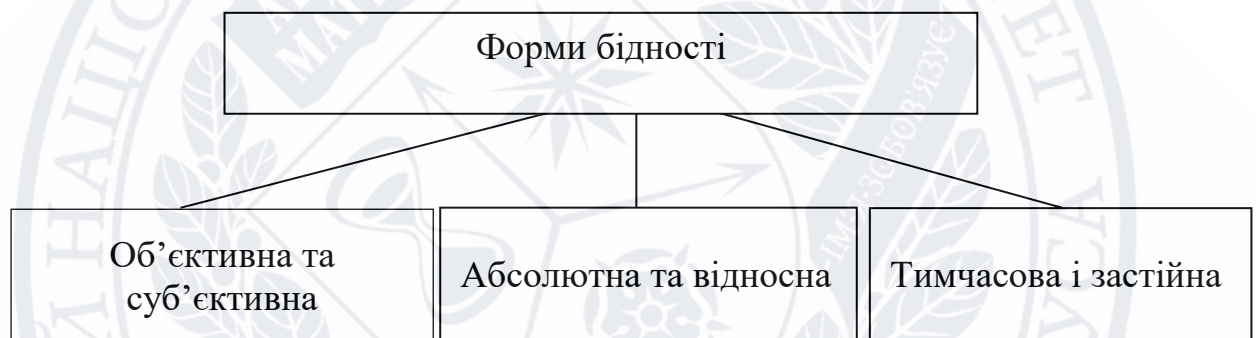 Форми бідності
Об’єктивна та
суб’єктивна
Абсолютна та відносна
Тимчасова і застійна